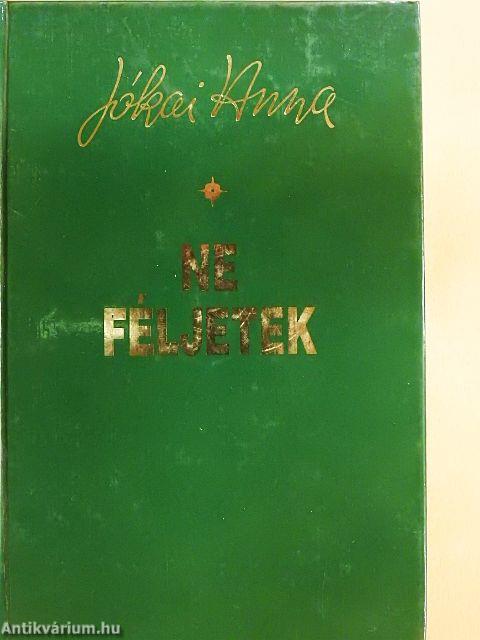 Jókai Anna
NE
FÉLJETEK
Antikvárium.hu